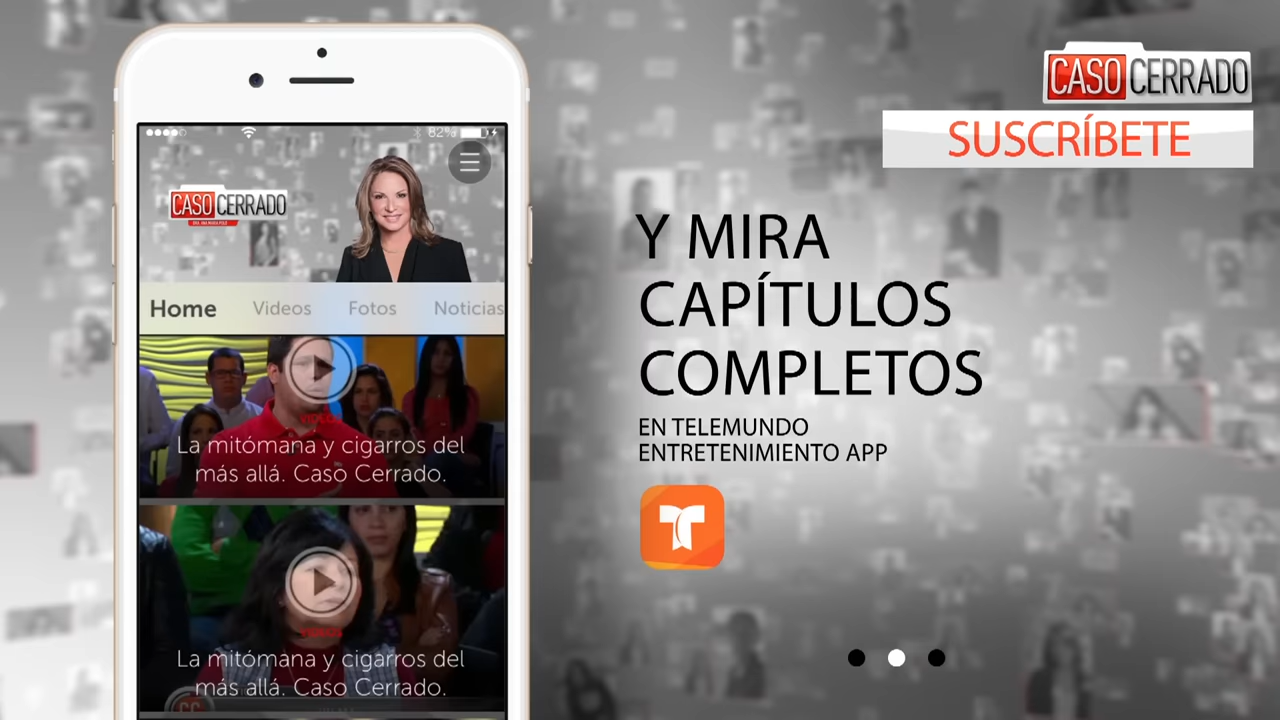 82%
CASO CERRADO
Home Videos Fotos Noticias
La mitómana y cigarros del
más allá. Caso Cerrado.
La mitómana y cigarros del
más allá. Caso Cerrado.
CASO CERRADO
SUSCRÍBETE
Y MIRA
CAPÍTULOS
COMPLETOS
EN TELEMUNDO
ENTRETENIMIENTO APP